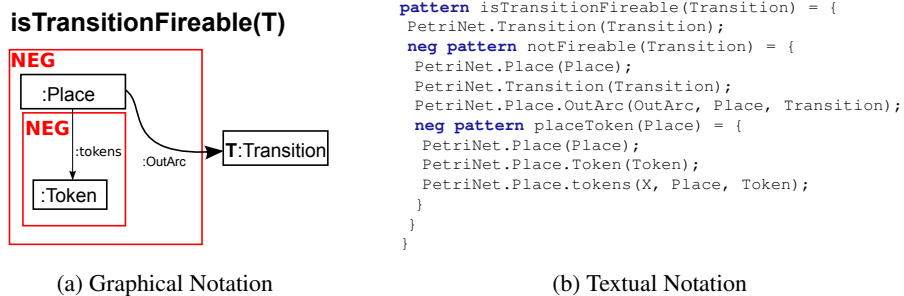 isTransitionFireable(T)
NEG
:Place
NEG
:tokens
:OutArc
T:Transition
:Token
(a) Graphical Notation
pattern isTransitionFireable(Transition) = {
PetriNet.Transition(Transition);
neg pattern notFireable(Transition) = {
PetriNet.Place(Place);
PetriNet.Transition(Transition);
PetriNet.Place.OutArc(OutArc, Place, Transition);
neg pattern placeToken(Place) = {
PetriNet.Place(Place);
PetriNet.Place.Token(Token);
PetriNet.Place.tokens(X, Place, Token);
}
}
}
(b) Textual Notation